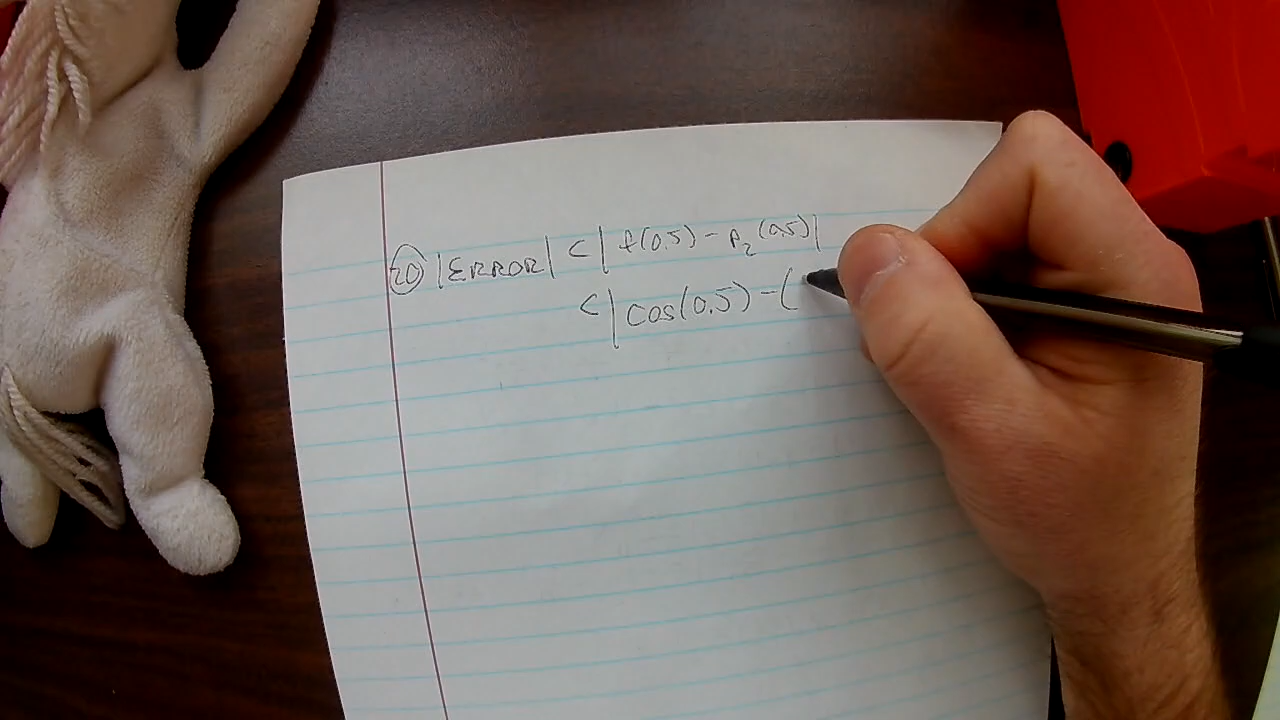 20 |ERROR| < |f(0.5) - P₂(0.5)|
< |cos(0.5) - (